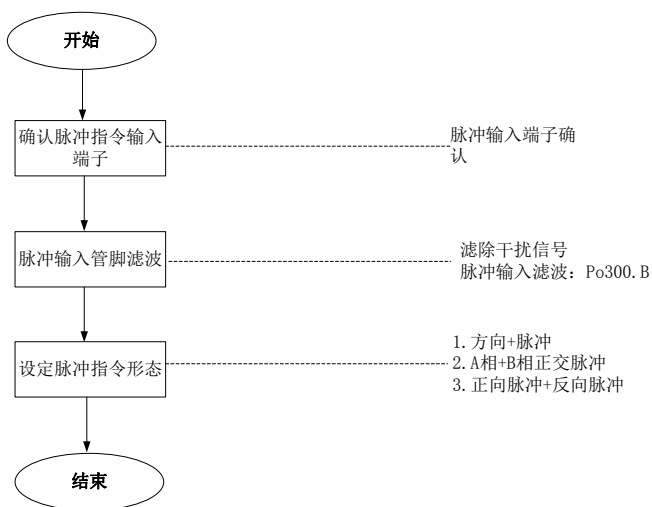 开始
确认脉冲指令输入
端子
脉冲输入端子确
认
脉冲输入管脚滤波
滤除干扰信号
脉冲输入滤波：Po300.B
设定脉冲指令形态
1.方向+脉冲
2.A相+B相正交脉冲
3.正向脉冲+反向脉冲
结束